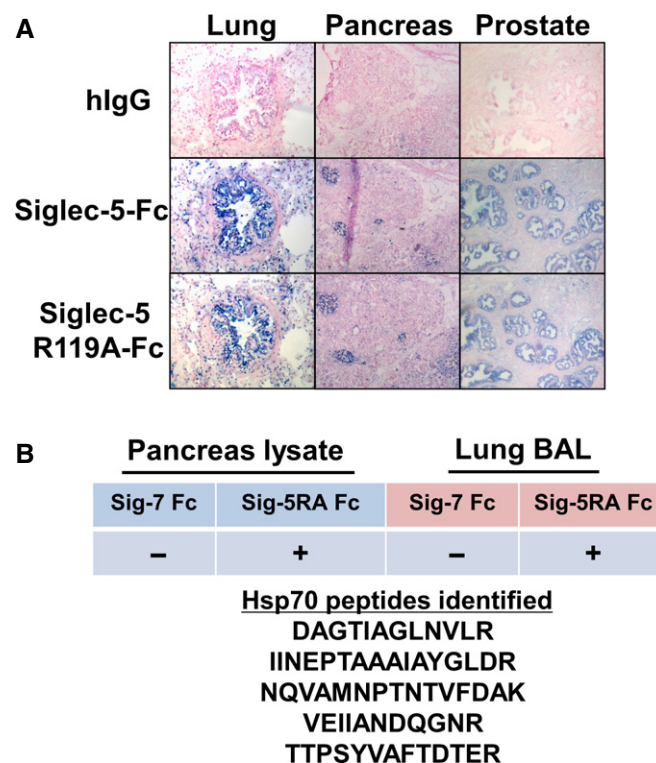 A
Lung Pancreas Prostate
hIgG
Siglec-5-Fc
Siglec-5
R119A-Fc
B
Pancreas lysate Lung BAL
Sig-7 Fc Sig-5RA Fc Sig-7 Fc Sig-5RA Fc
– + – +
Hsp70 peptides identified
DAGTIAGLNVLR
IINEPTAAAIAYGLDR
NQVAMNPTNTVFDAK
VEIIANDQGNR
TTPSYVAFTDTER